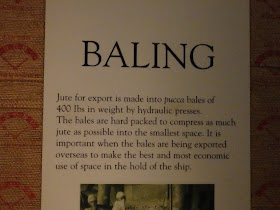 BALING
Jute for export is made into pucca bales of
400 lbs in weight by hydraulic presses.
The bales are hard packed to compress as much
jute as possible into the smallest space. It is
important when the bales are being exported
overseas to make the best and most economic
use of space in the hold of the ship.